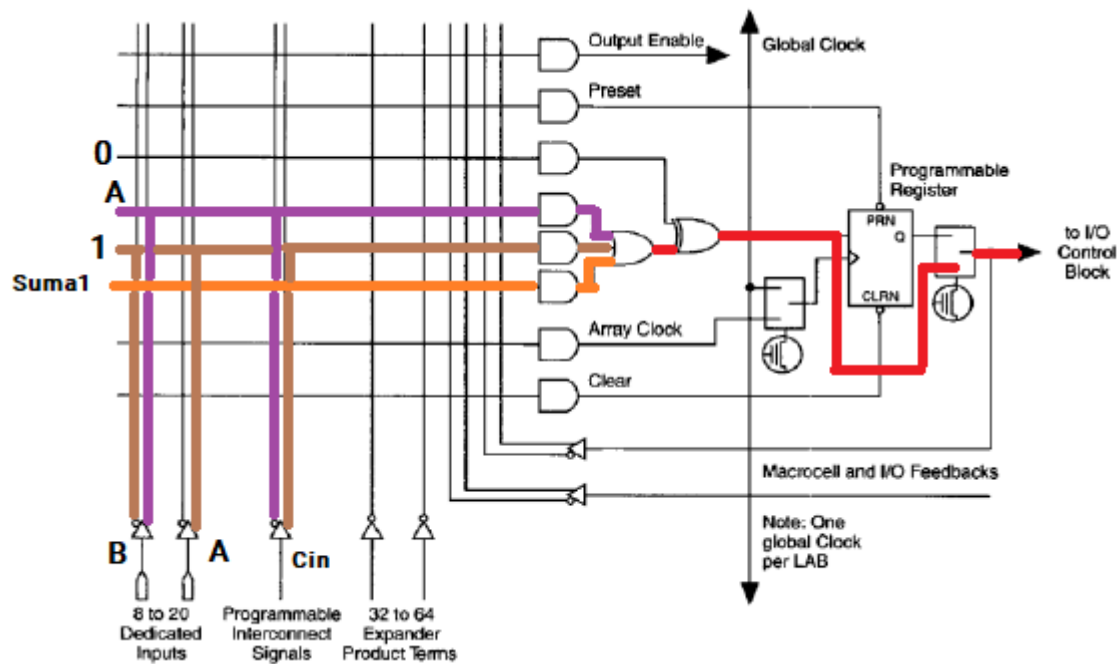 Output Enable
Global Clock
Preset
0
Programmable
Register
A
PRN
Q
to I/O
Control
Block
1
Suma1
CLRN
Array Clock
Clear
Macrocell and I/O Feedbacks
Note: One
global Clock
per LAB
B
A
Cin
8 to 20
Dedicated
Inputs
Programmable
Interconnect
Signals
32 to 64
Expander
Product Terms